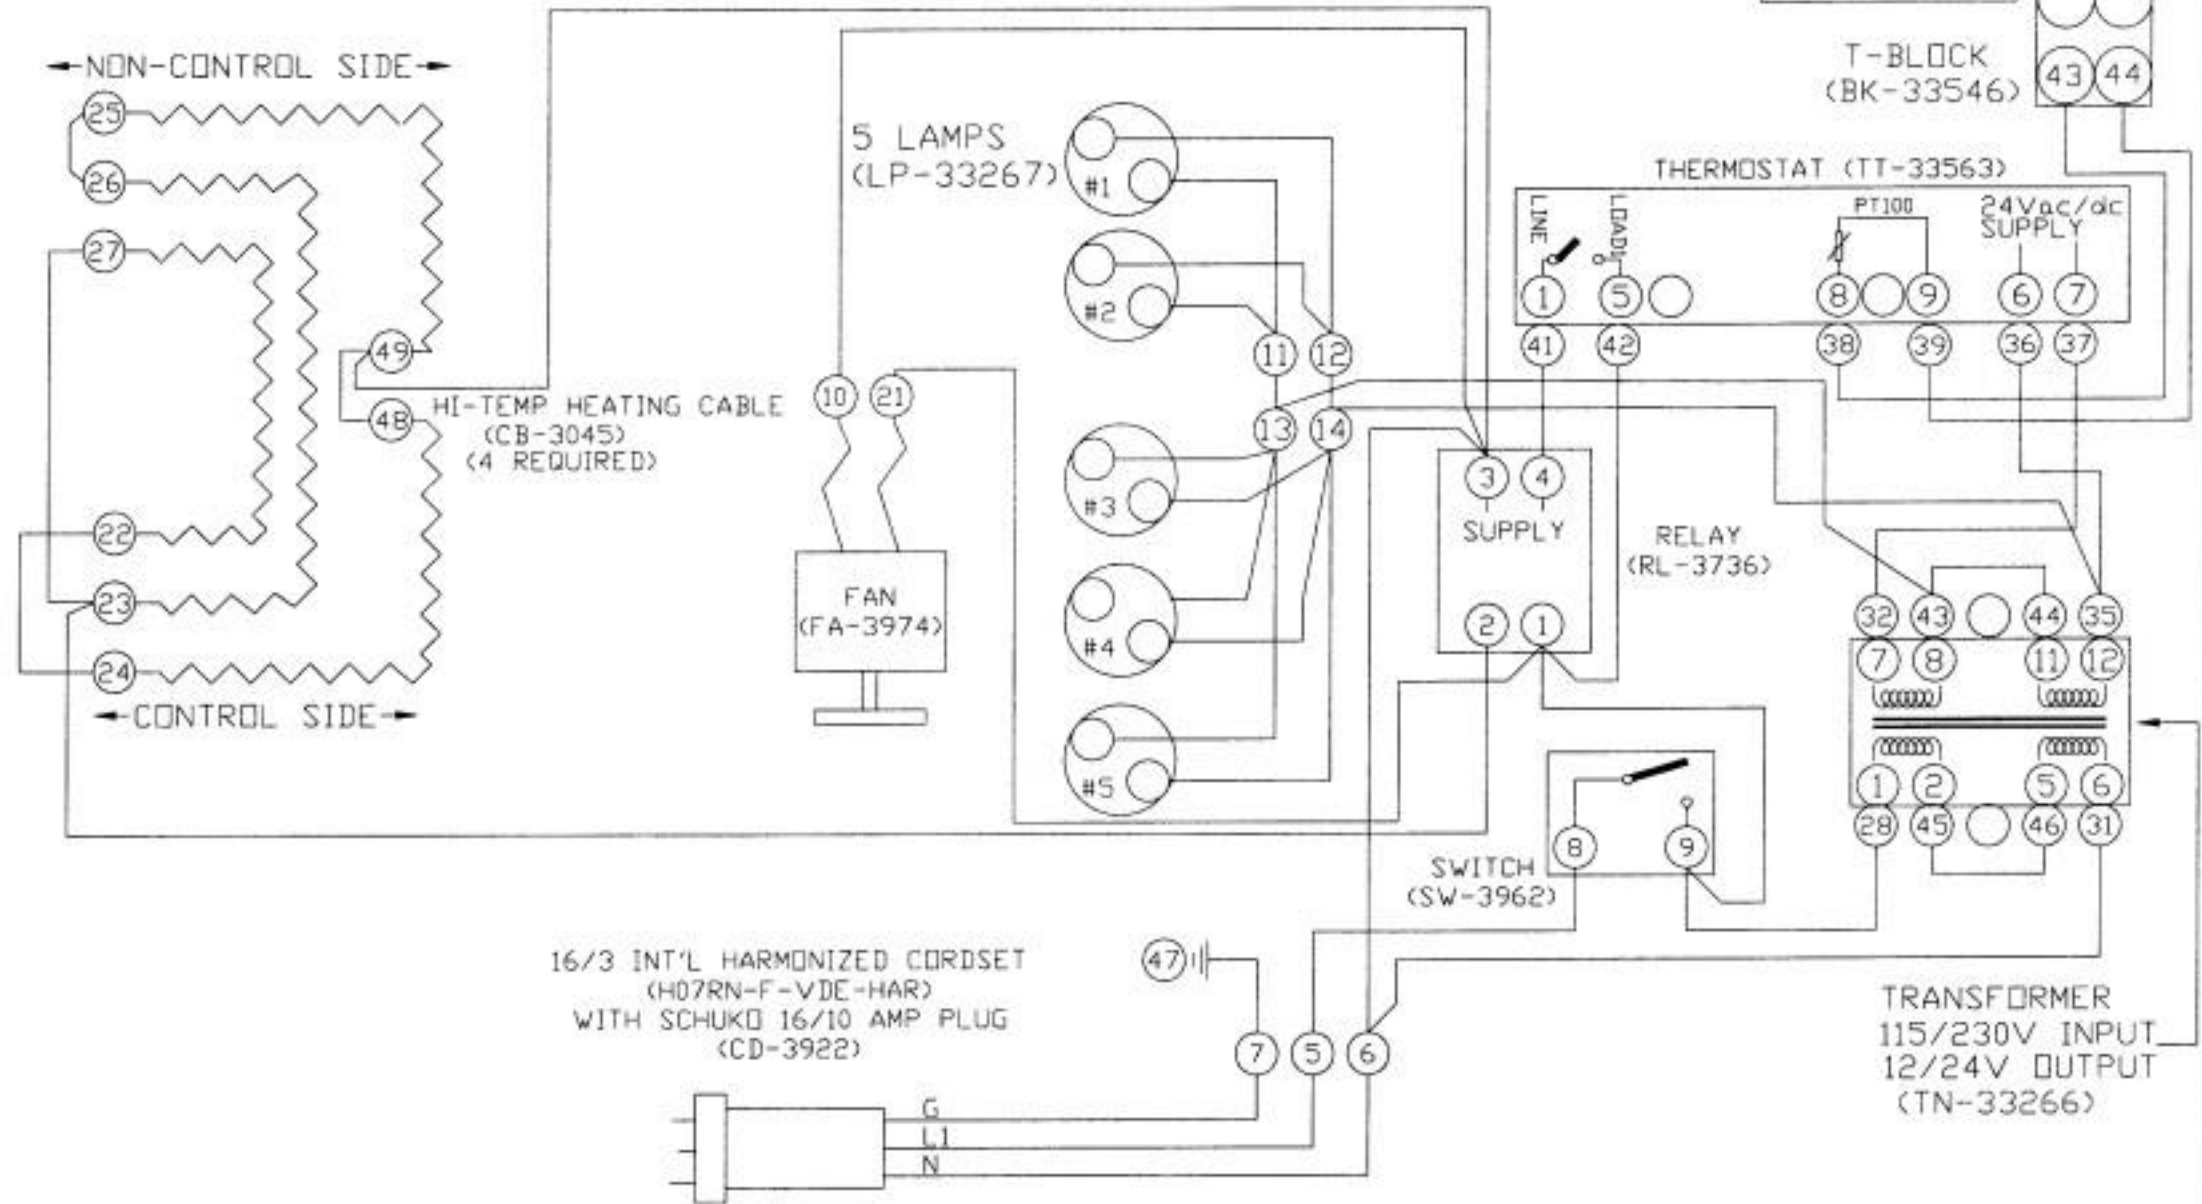 NON-CONTROL SIDE
25
26
27
49
48
HI-TEMP HEATING CABLE
(CB-3045)
(4 REQUIRED)
22
23
24
CONTROL SIDE
10 21
FAN
(FA-3974)
5 LAMPS
(LP-33267)
#1
#2
11 12
13 14
#3
#4
#5
T-BLOCK
(BK-33546)
43 44
THERMOSTAT (TT-33563)
LINE
LOAD1
PT100
24Vac/dc
SUPPLY
1 5 8 9 6 7
41 42 38 39 36 37
3 4
SUPPLY
2 1
RELAY
(RL-3736)
32 43 44 35
7 8 11 12
1 2 5 6
28 45 46 31
8 9
SWITCH
(SW-3962)
16/3 INT'L HARMONIZED CORDSET
(H07RN-F-VDE-HAR)
WITH SCHUKO 16/10 AMP PLUG
(CD-3922)
47
7 5 6
G
L1
N
TRANSFORMER
115/230V INPUT
12/24V OUTPUT
(TN-33266)